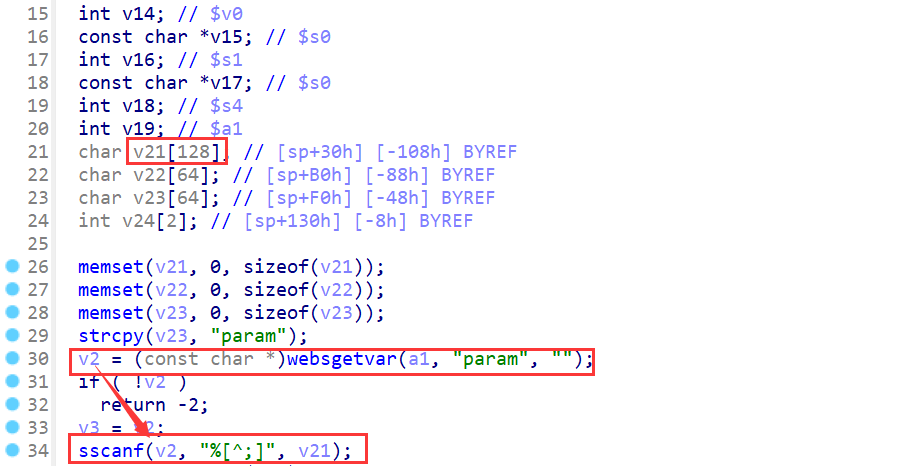 15 int v14; // $v0
16 const char *v15; // $s0
17 int v16; // $s1
18 const char *v17; // $s0
19 int v18; // $s4
20 int v19; // $a1
21 char v21[128]; // [sp+30h] [-108h] BYREF
22 char v22[64]; // [sp+B0h] [-88h] BYREF
23 char v23[64]; // [sp+F0h] [-48h] BYREF
24 int v24[2]; // [sp+130h] [-8h] BYREF
25
26 memset(v21, 0, sizeof(v21));
27 memset(v22, 0, sizeof(v22));
28 memset(v23, 0, sizeof(v23));
29 strcpy(v23, "param");
30 v2 = (const char *)websgetvar(a1, "param", "");
31 if ( !v2 )
32 return -2;
33 v3 = v2;
34 sscanf(v2, "%[^;]", v21);